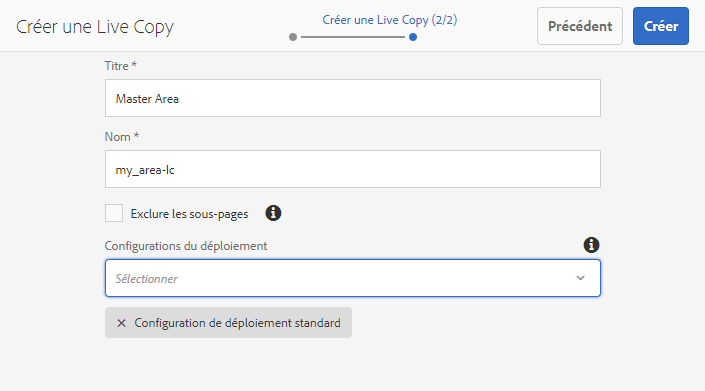 Créer une Live Copy
Créer une Live Copy (2/2)
Précédent
Créer
Titre *
Master Area
Nom *
my_area-lc
Exclure les sous-pages
Configurations du déploiement
Sélectionner
Configuration de déploiement standard